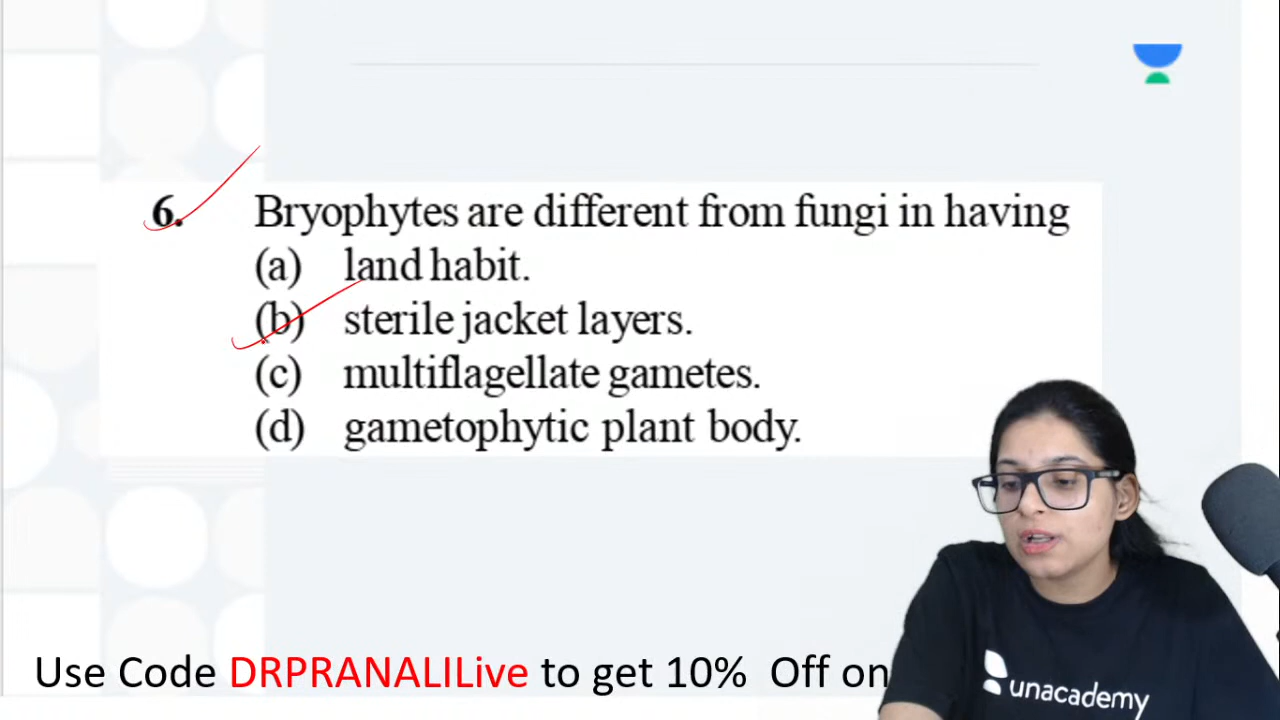 6. Bryophytes are different from fungi in having
(a) land habit.
(b) sterile jacket layers.
(c) multiflagellate gametes.
(d) gametophytic plant body.
Use Code DRPRANALILive to get 10% Off on
unacademy